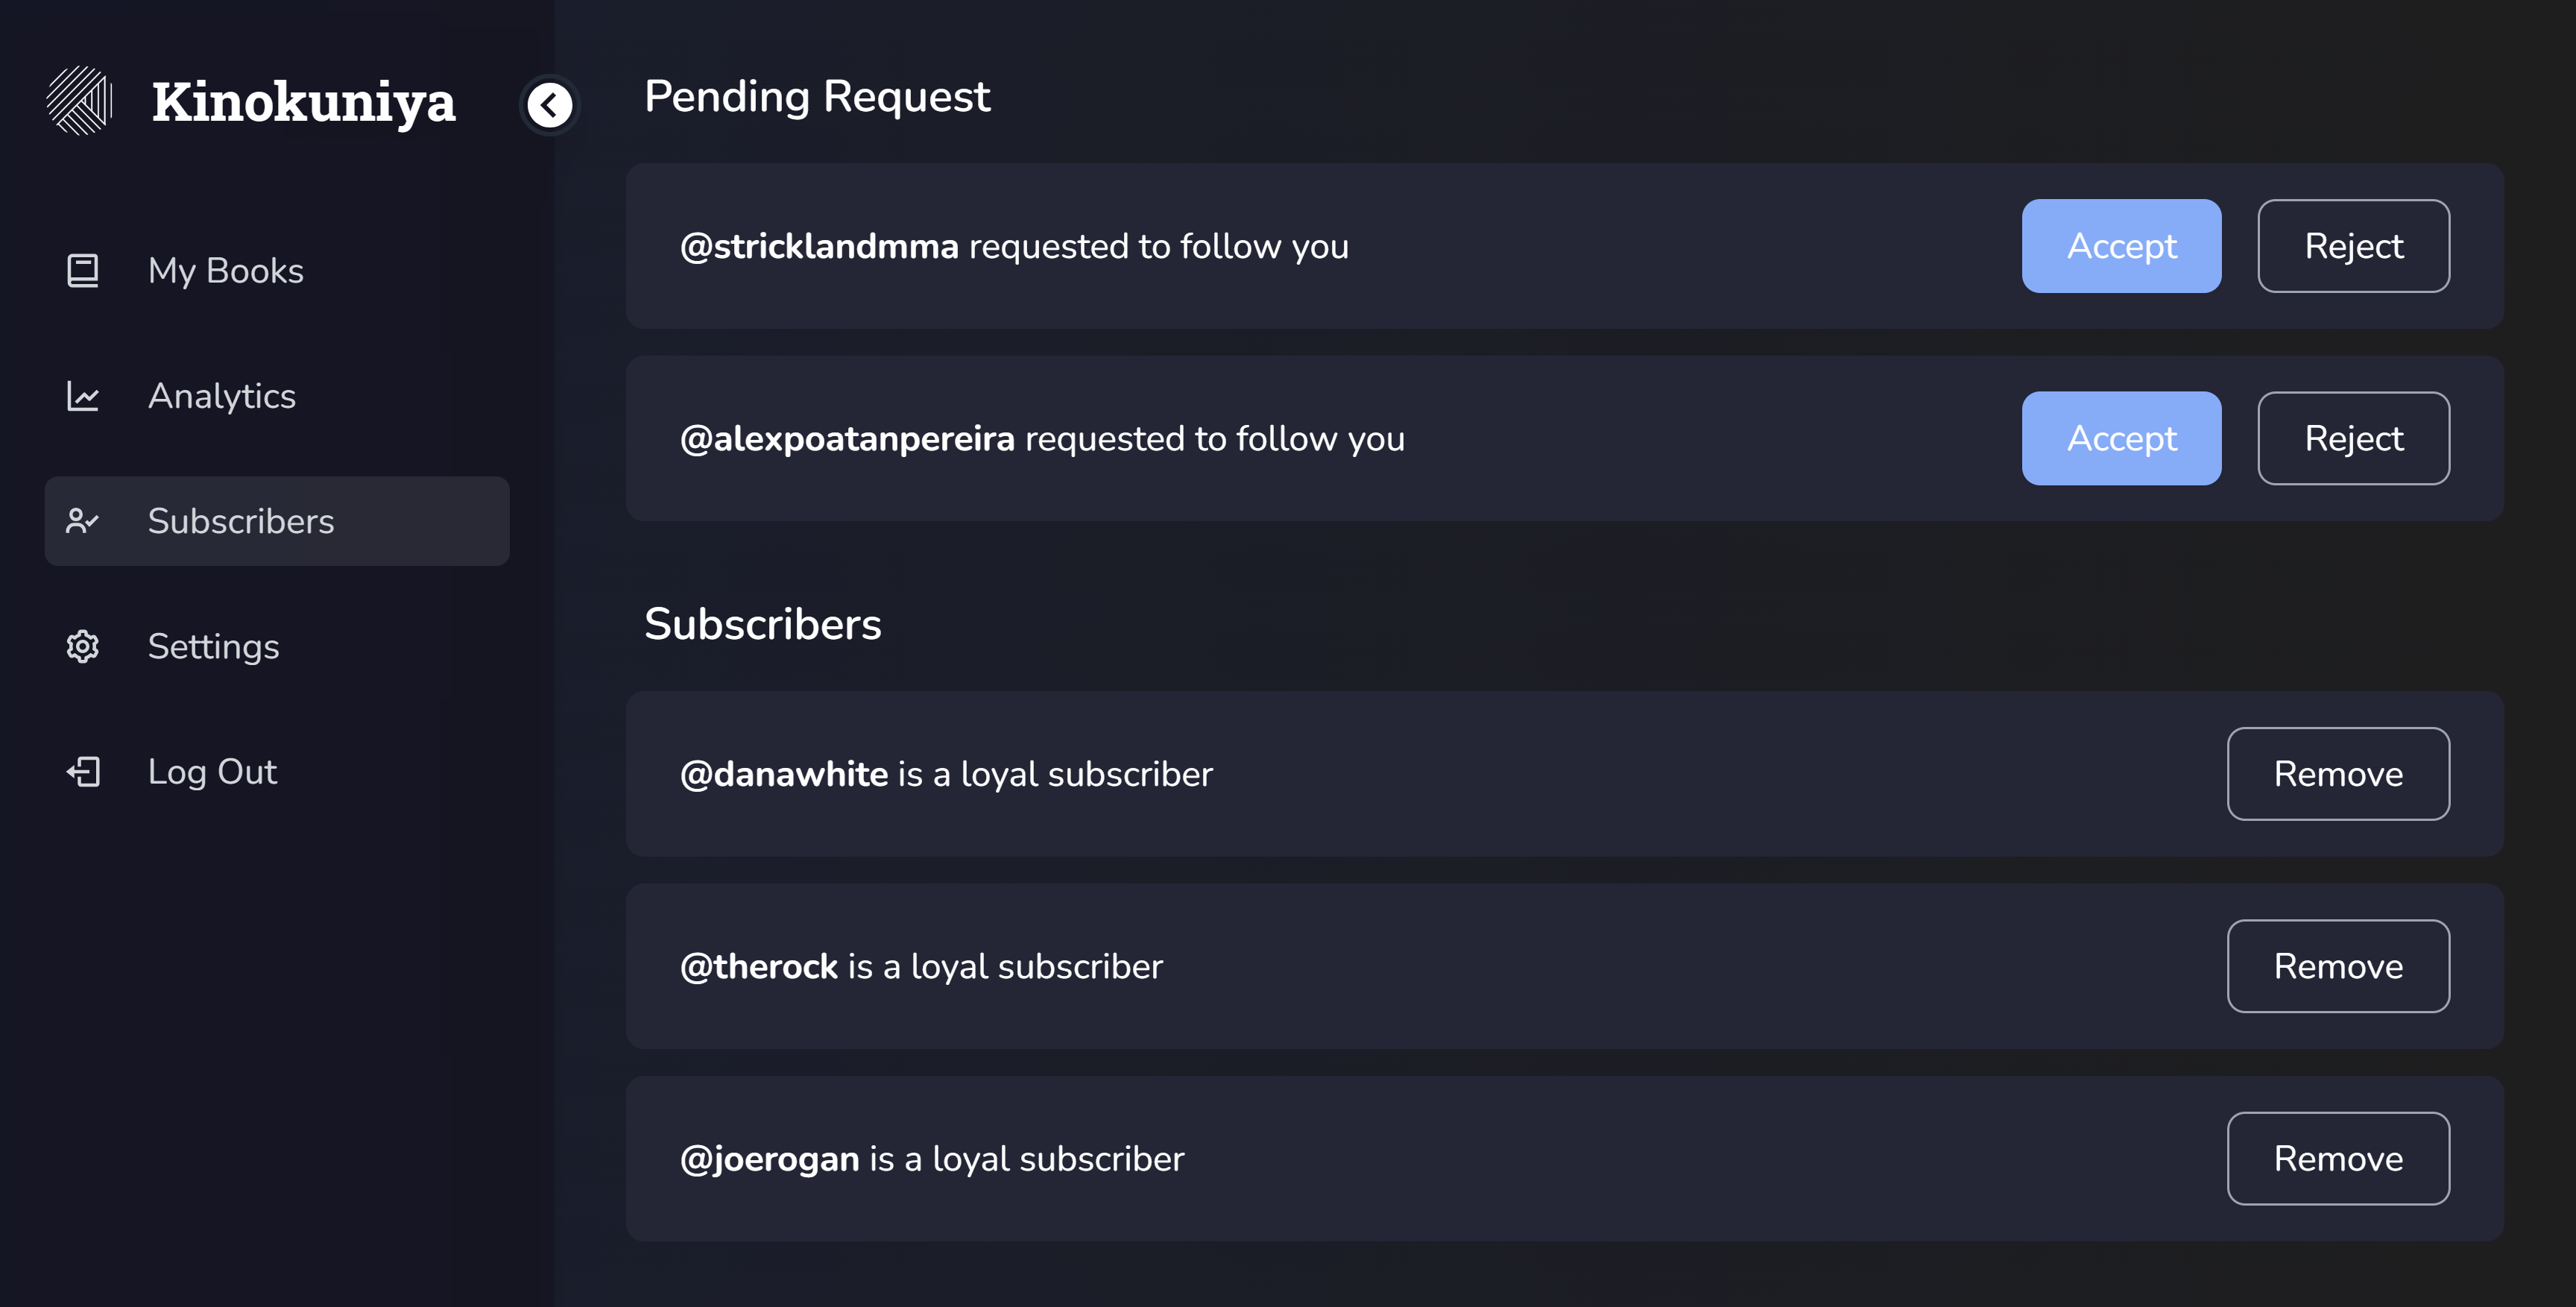 Kinokuniya
My Books
Analytics
Subscribers
Settings
Log Out
Pending Request
@stricklandmma requested to follow you
Accept
Reject
@alexpoatanpereira requested to follow you
Accept
Reject
Subscribers
@danawhite is a loyal subscriber
Remove
@therock is a loyal subscriber
Remove
@joerogan is a loyal subscriber
Remove